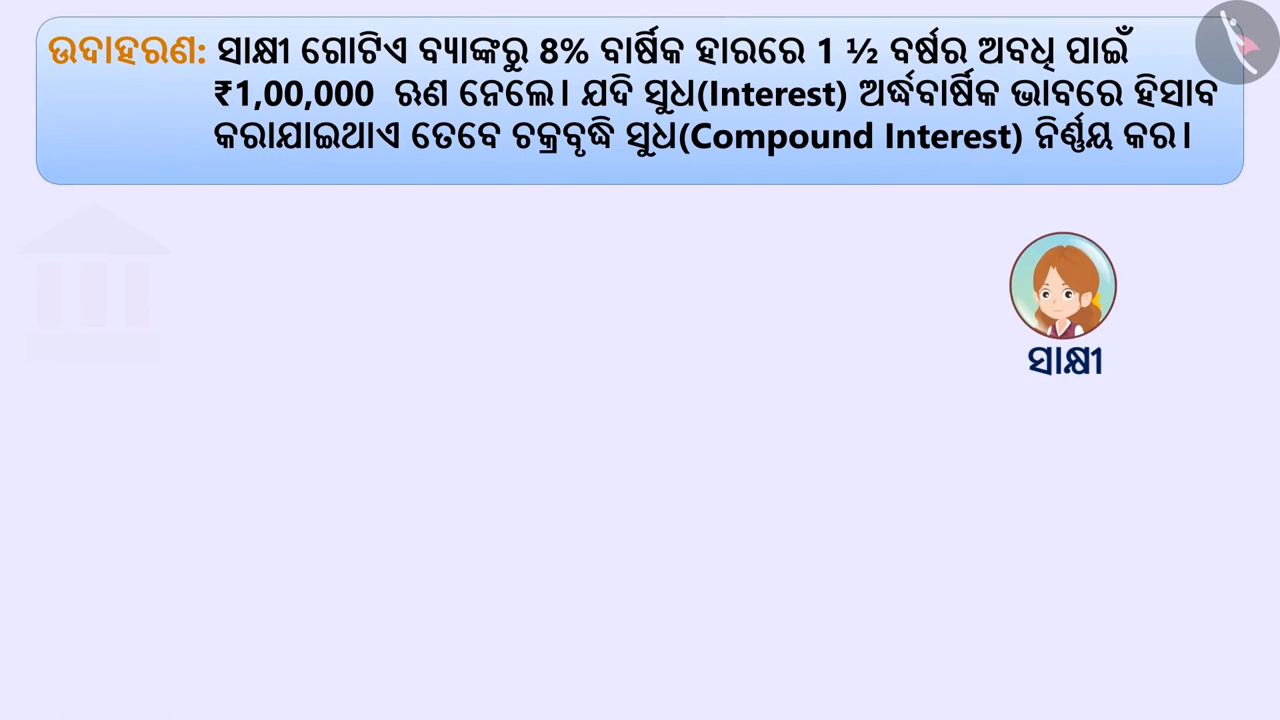 ଉଦାହରଣ: ସାକ୍ଷୀ ଗୋଟିଏ ବ୍ୟାଙ୍କରୁ 8% ବାର୍ଷିକ ହାରରେ 1 ½ ବର୍ଷର ଅବଧି ପାଇଁ
₹1,00,000 ଋଣ ନେଲେ। ଯଦି ସୁଧ(Interest) ଅର୍ଦ୍ଧବାର୍ଷିକ ଭାବରେ ହିସାବ
କରାଯାଇଥାଏ ତେବେ ଚକ୍ରବୃଦ୍ଧି ସୁଧ(Compound Interest) ନିର୍ଣ୍ଣୟ କର।
ସାକ୍ଷୀ